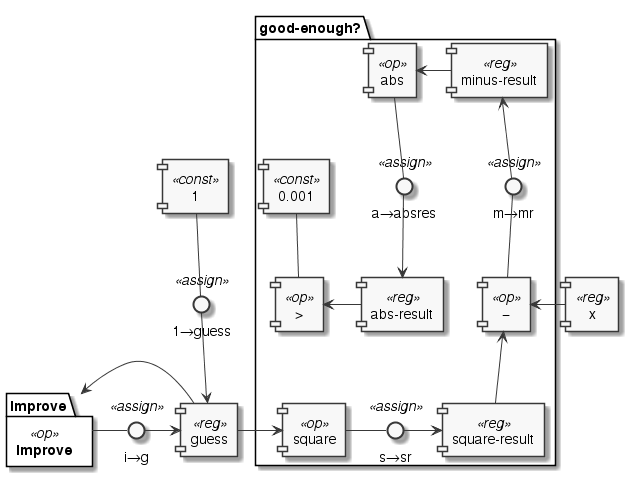 good-enough?
«op»
abs
«reg»
minus-result
«assign»
«assign»
«const»
1
«const»
0.001
a→absres
m→mr
«assign»
1→guess
«op»
>
«reg»
abs-result
«op»
–
«reg»
x
Improve
«op»
Improve
«assign»
i→g
«reg»
guess
«op»
square
«assign»
s→sr
«reg»
square-result